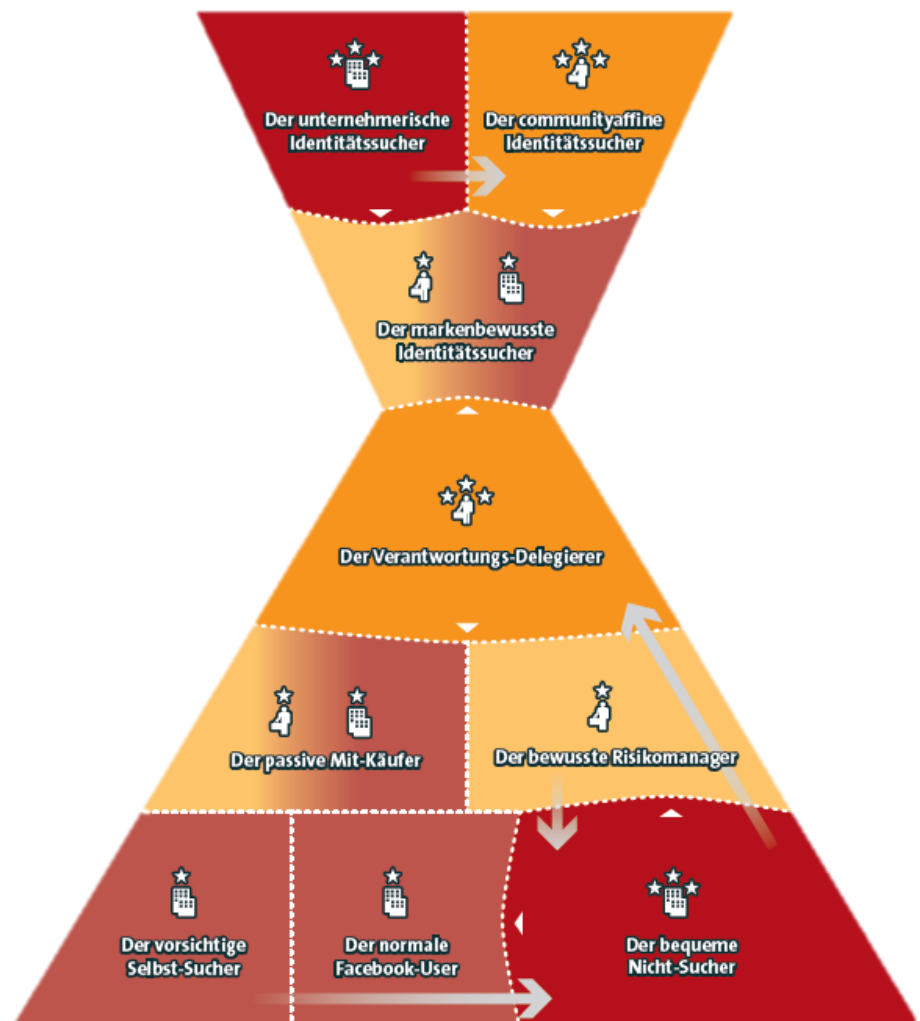 Der unternehmerische
Identitätssucher
Der communityaffine
Identitätssucher
Der markenbewusste
Identitätssucher
Der Verantwortungs-Delegierer
Der passive Mit-Käufer
Der bewusste Risikomanager
Der vorsichtige
Selbst-Sucher
Der normale
Facebook-User
Der bequeme
Nicht-Sucher